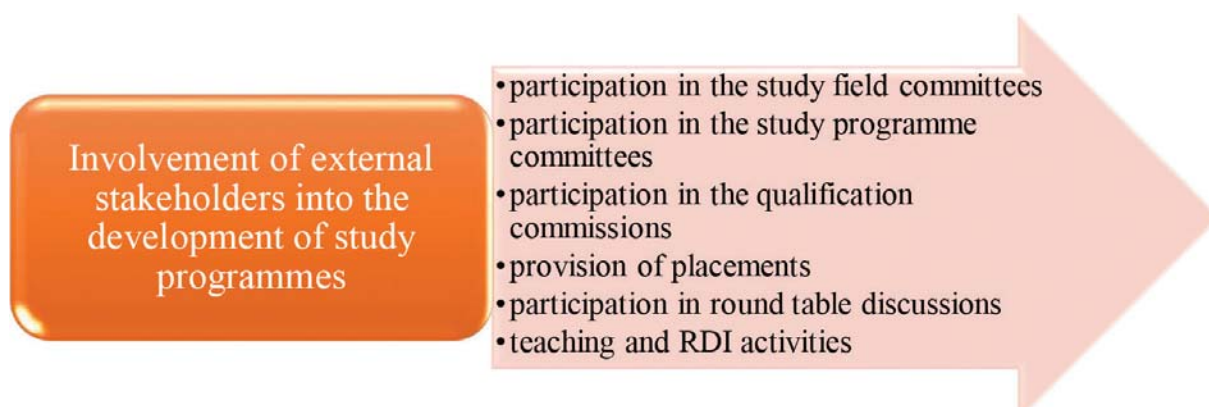 Involvement of external
stakeholders into the
development of study
programmes
•participation in the study field committees
•participation in the study programme
committees
•participation in the qualification
commissions
•provision of placements
•participation in round table discussions
•teaching and RDI activities